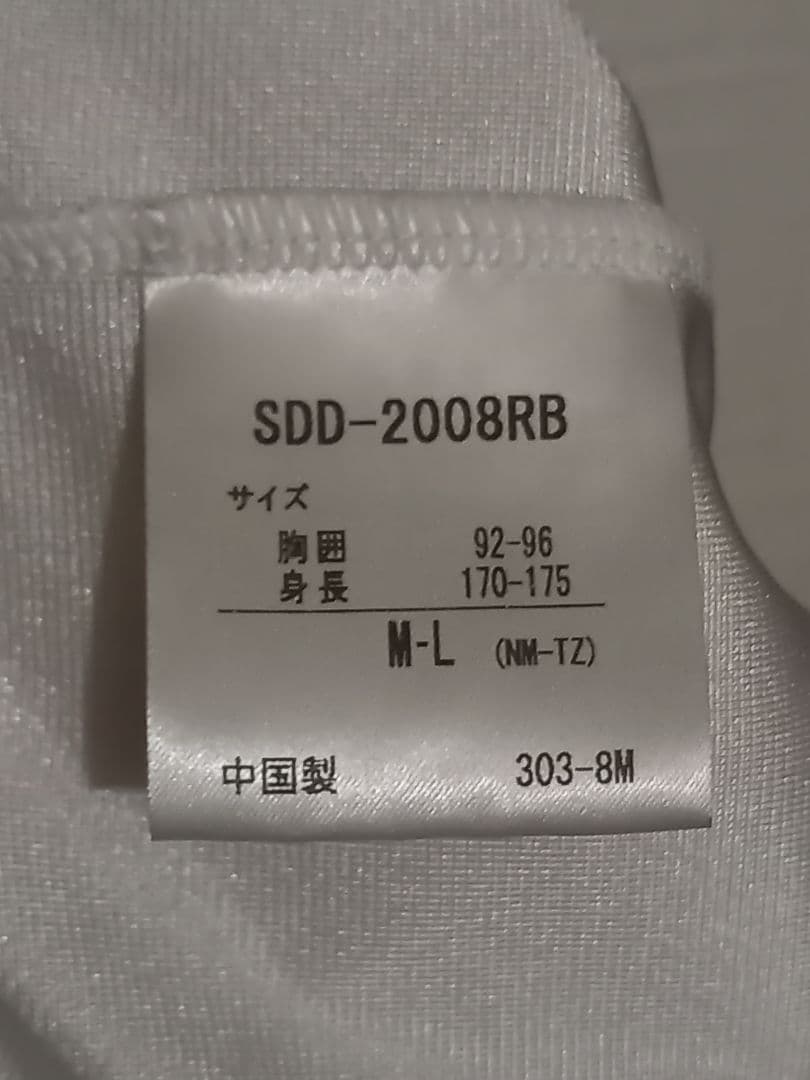 SDD-2008RB
サイズ
胸囲 92-96
身長 170-175
M-L (NM-TZ)
中国製 303-8M